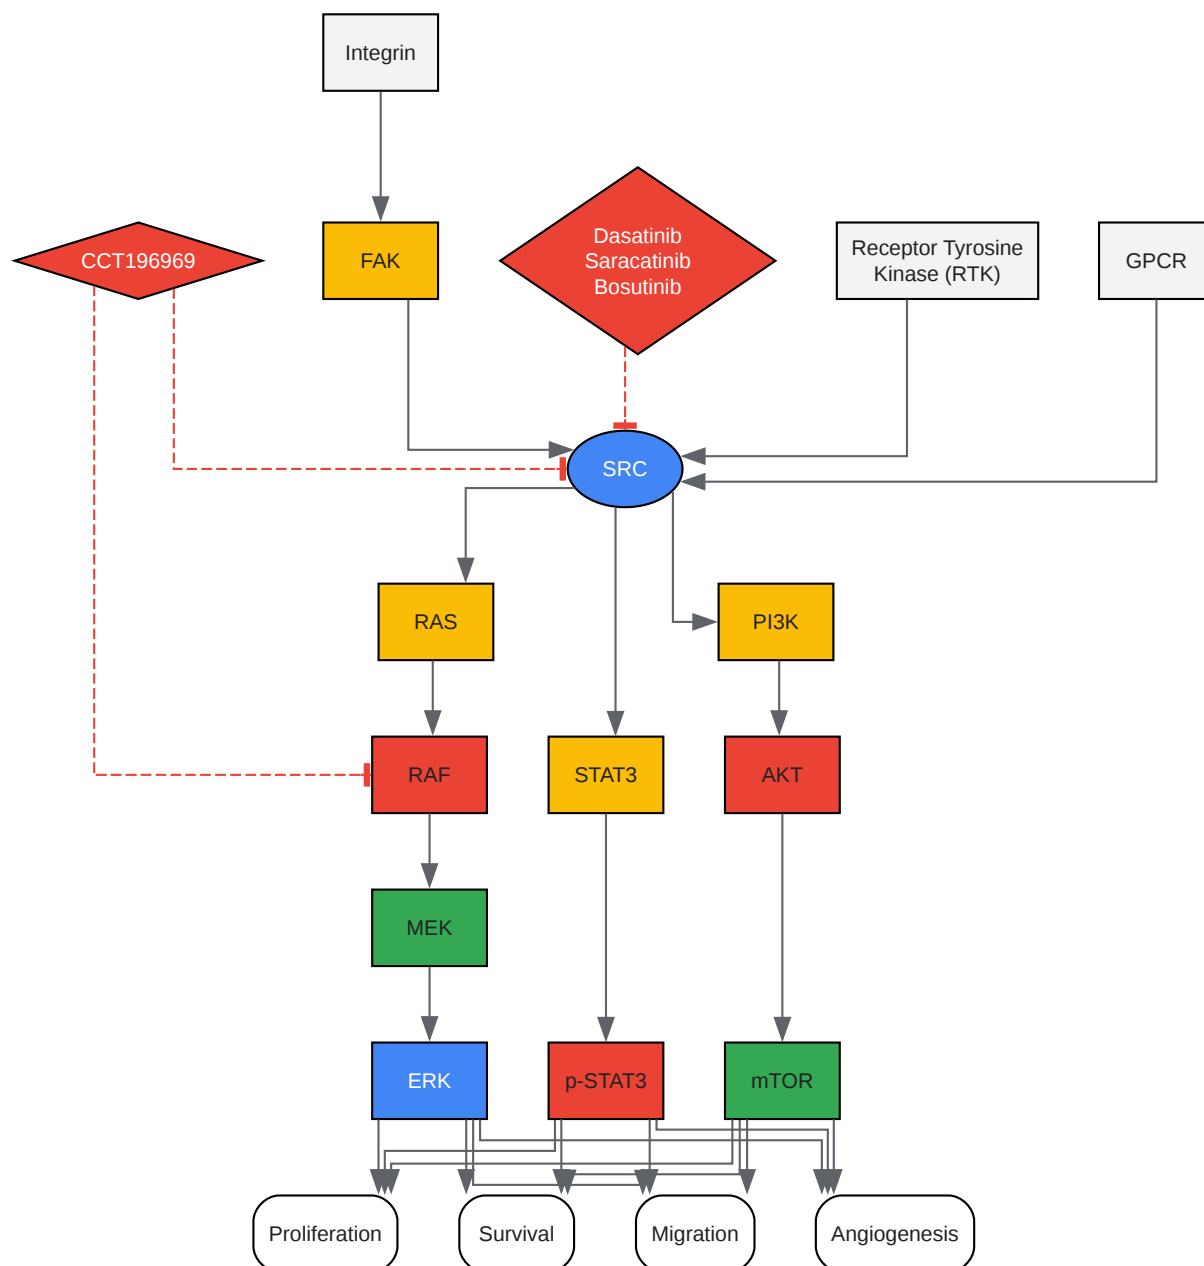 Integrin
CCT196969
FAK
Dasatinib
Saracatinib
Bosutinib
Receptor Tyrosine
Kinase (RTK)
GPCR
SRC
RAS
PI3K
RAF
STAT3
AKT
MEK
ERK
p-STAT3
mTOR
Proliferation
Survival
Migration
Angiogenesis